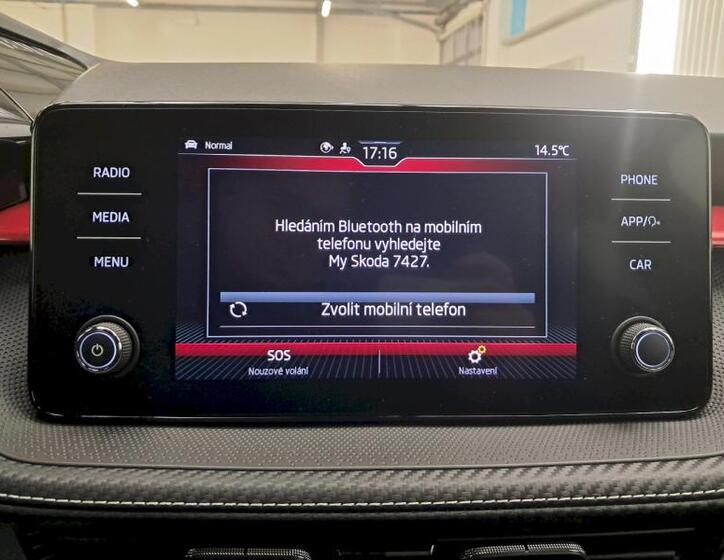 RADIO
MEDIA
MENU
Normal
17:16
14.5°C
Hledáním Bluetooth na mobilním
telefonu vyhledejte
My Skoda 7427.
Zvolit mobilní telefon
SOS
Nouzové volání
Nastavení
PHONE
APP/
CAR